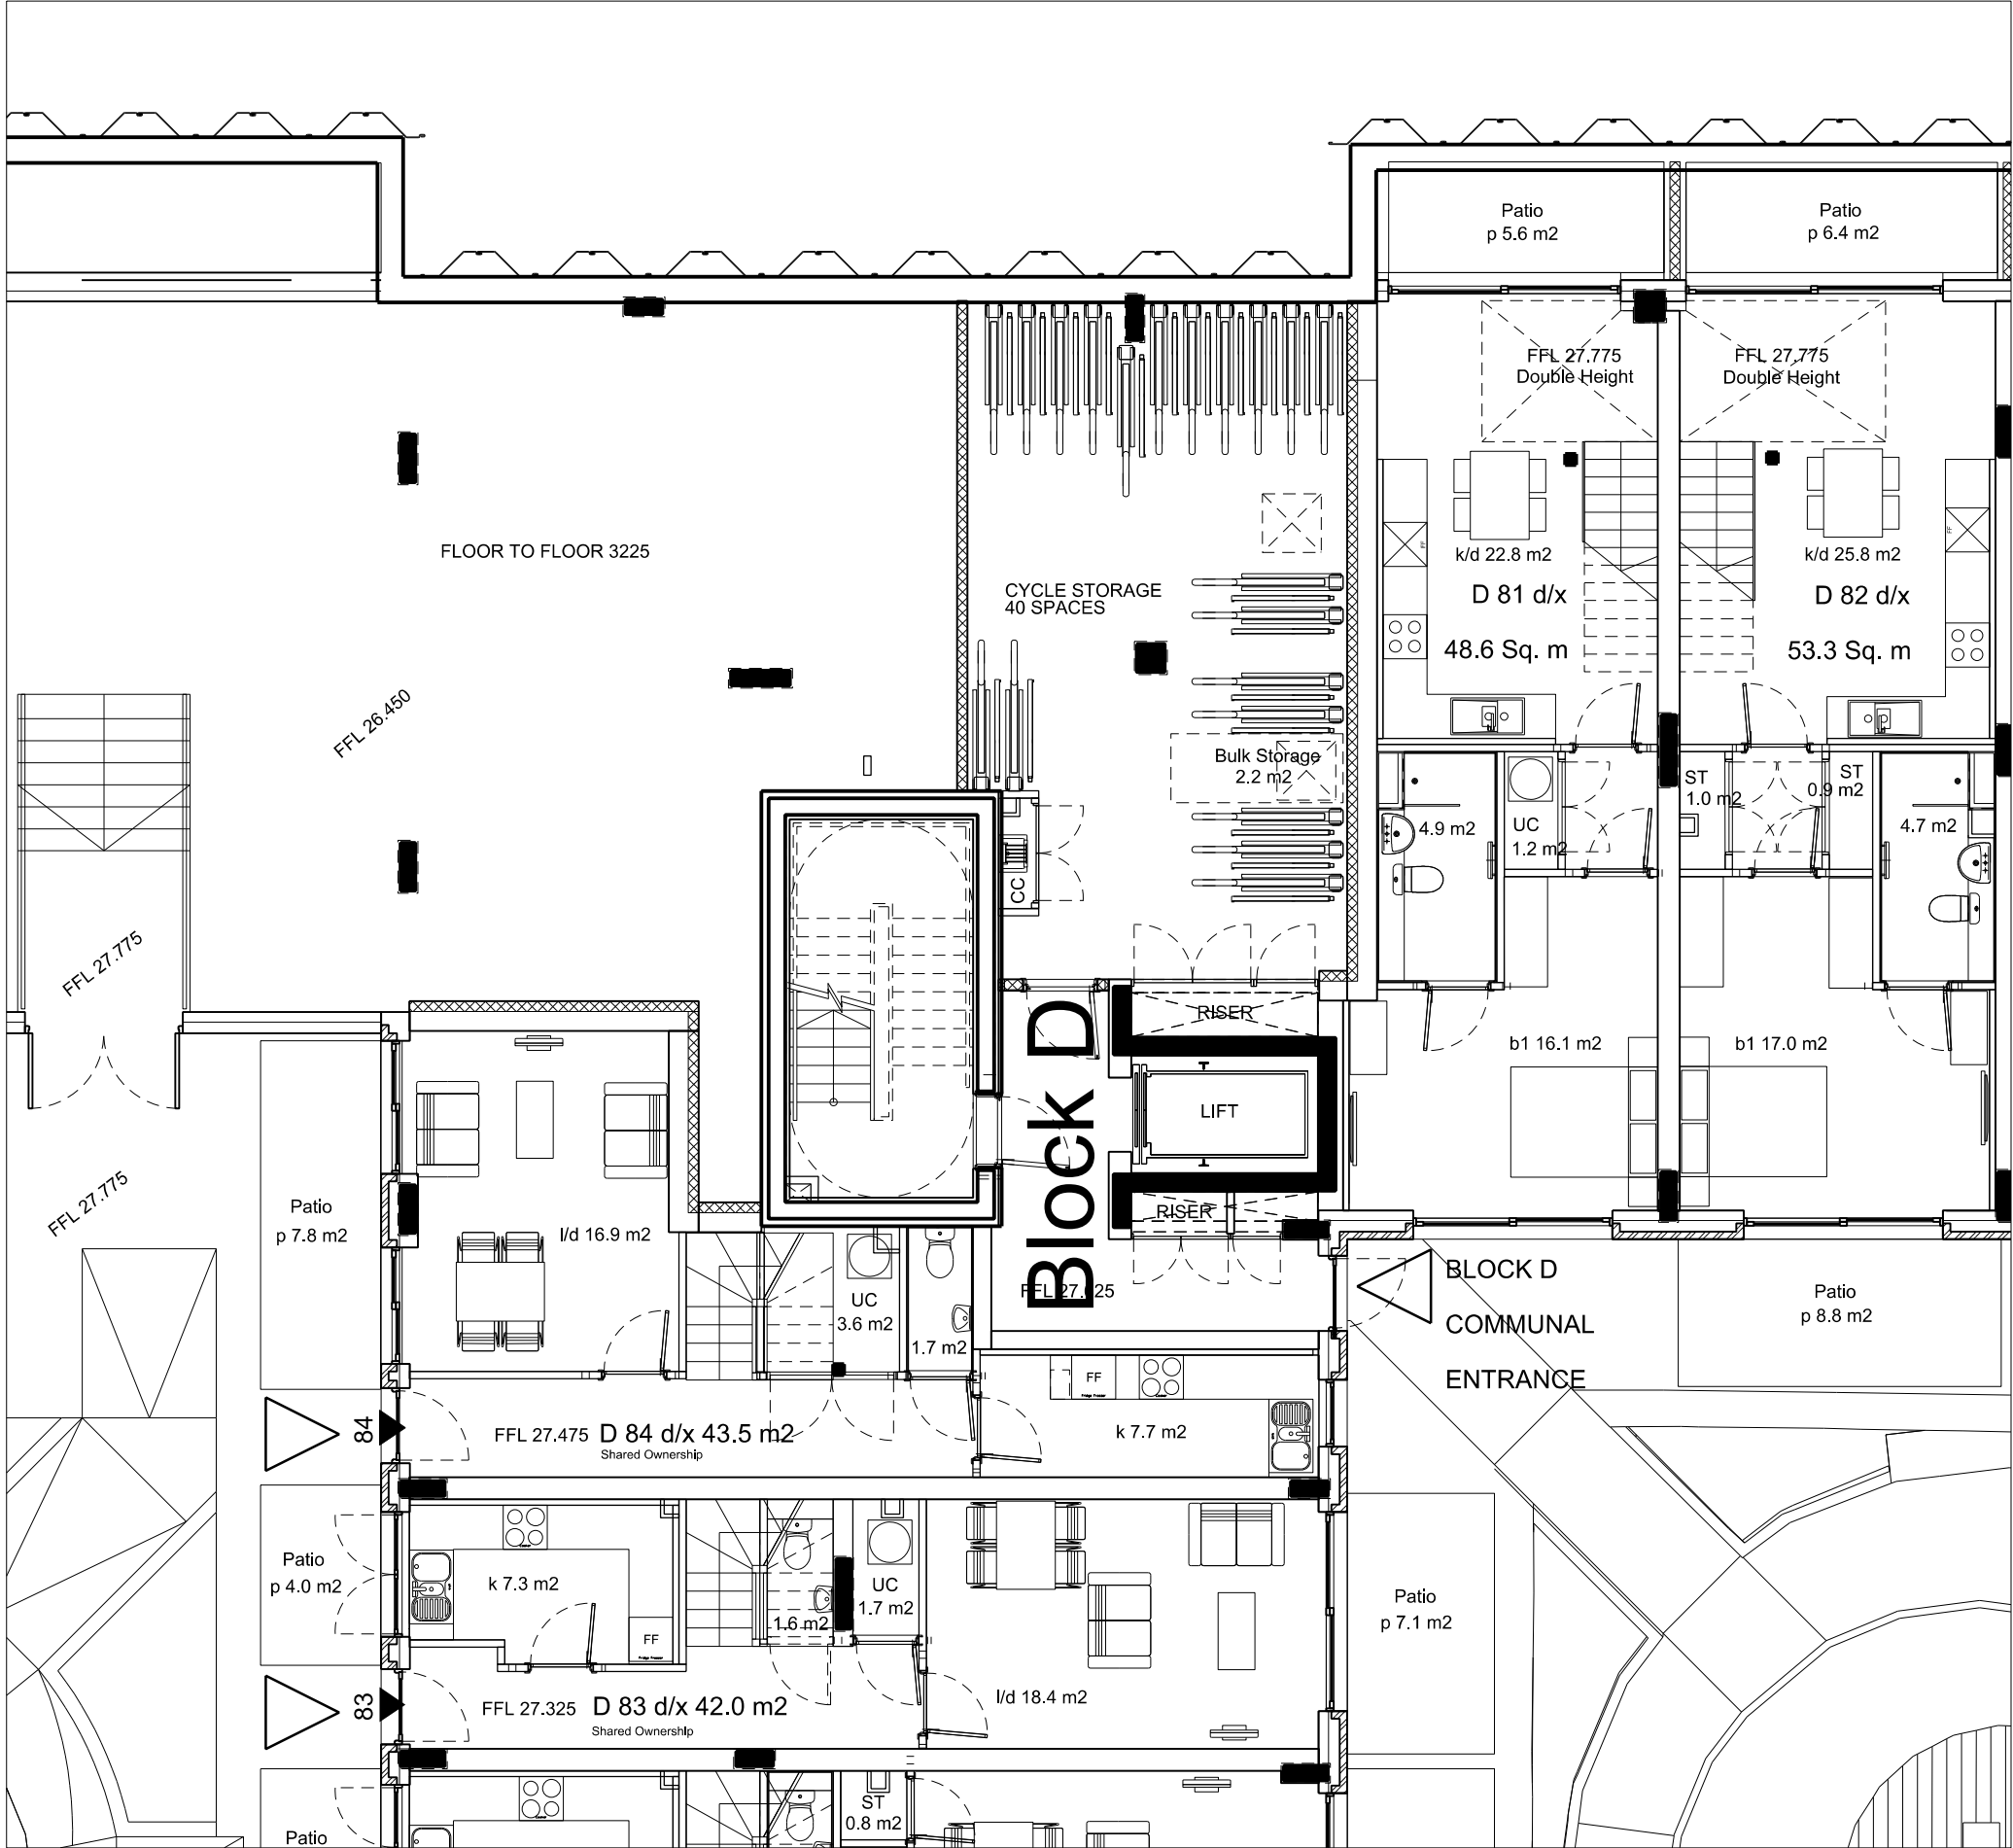 Patio
p 5.6 m2
Patio
p 6.4 m2
FFL 27.775
Double Height
FFL 27.775
Double Height
FLOOR TO FLOOR 3225
CYCLE STORAGE
40 SPACES
k/d 22.8 m2
D 81 d/x
48.6 Sq. m
k/d 25.8 m2
D 82 d/x
53.3 Sq. m
FF
FF
FFL 26.450
Bulk Storage
2.2 m2
ST
1.0 m2
ST
0.9 m2
4.9 m2
UC
1.2 m2
4.7 m2
CC
FFL 27.775
RISER
Block D
b1 16.1 m2
b1 17.0 m2
LIFT
FFL 27.775
Patio
p 7.8 m2
l/d 16.9 m2
RISER
UC
3.6 m2
1.7 m2
BLOCK D
COMMUNAL
ENTRANCE
Patio
p 8.8 m2
FF
Fridge Freezer
84
FFL 27.475
D 84 d/x 43.5 m2
Shared Ownership
k 7.7 m2
Patio
p 4.0 m2
k 7.3 m2
FF
Fridge Freezer
1.6 m2
UC
1.7 m2
Patio
p 7.1 m2
83
FFL 27.325
D 83 d/x 42.0 m2
Shared Ownership
l/d 18.4 m2
ST
0.8 m2
Patio